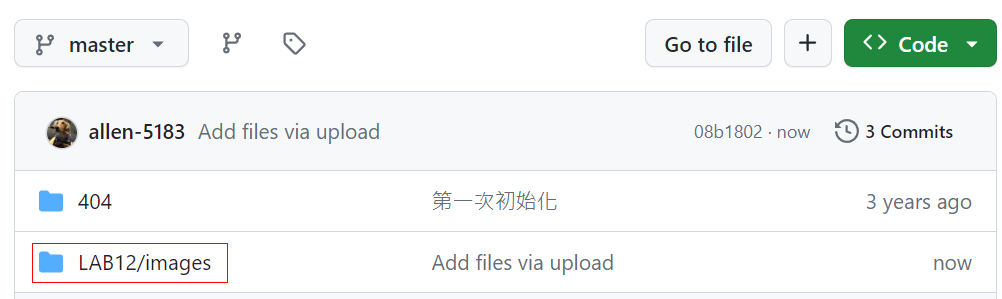 master Go to file Code
allen-5183 Add files via upload 08b1802 · now 3 Commits
404 第一次初始化 3 years ago
LAB12/images Add files via upload now